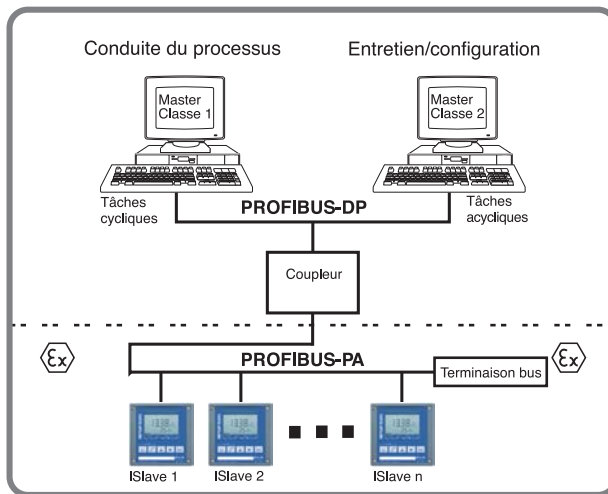 Conduite du processus
Entretien/configuration
Master
Classe 1
Master
Classe 2
Tâches
cycliques
PROFIBUS-DP
Tâches
acycliques
Coupleur
Ex
PROFIBUS-PA
Terminaison bus
Ex
ISlave 1
ISlave 2
ISlave n